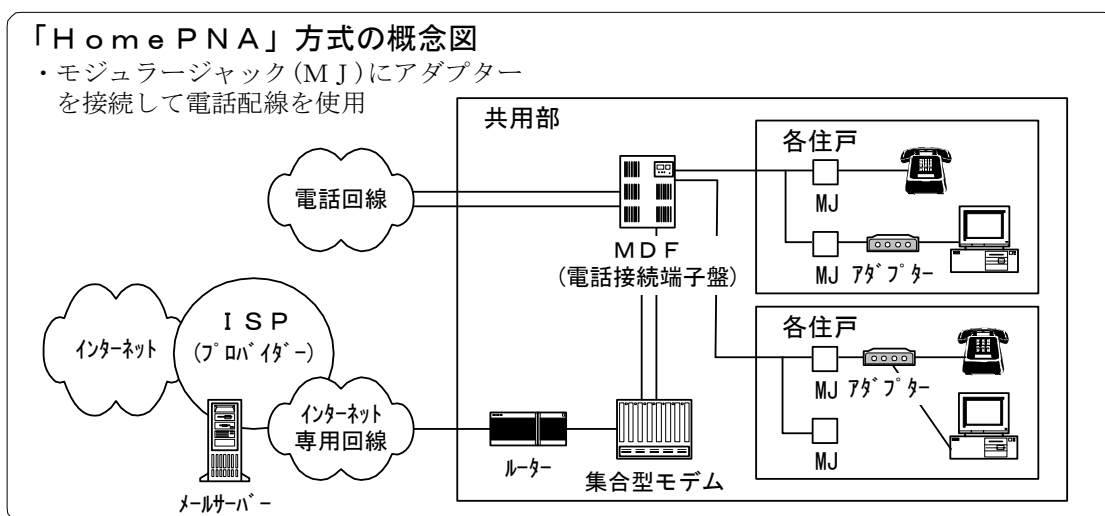 「ＨｏｍｅＰＮＡ」方式の概念図
・モジュラージャック(ＭＪ)にアダプター
を接続して電話配線を使用
共用部
各住戸
電話回線
MJ
ＭＤＦ
(電話接続端子盤)
MJ ｱﾀﾞﾌﾟﾀｰ
各住戸
ＩＳＰ
(ﾌﾟﾛﾊﾞｲﾀﾞｰ)
ｲﾝﾀｰﾈｯﾄ
MJ ｱﾀﾞﾌﾟﾀｰ
ｲﾝﾀｰﾈｯﾄ
専用回線
MJ
ﾙｰﾀｰ
集合型モデム
ﾒｰﾙｻｰﾊﾞｰ